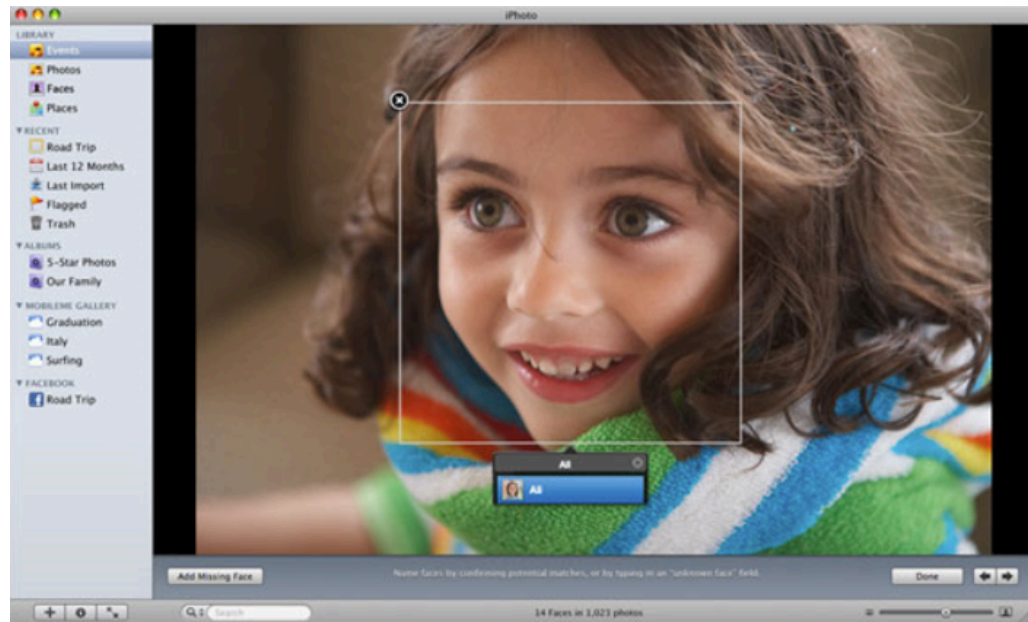 iPhoto
LIBRARY
Events
Photos
Faces
Places
RECENT
Road Trip
Last 12 Months
Last Import
Flagged
Trash
ALBUMS
5-Star Photos
Our Family
MOBILEME GALLERY
Graduation
Italy
Surfing
FACEBOOK
Road Trip
Ali
Ali
Add Missing Face
Name faces by confirming potential matches, or by typing in an "unknown face" field.
Done
Search
14 Faces in 1,021 photos